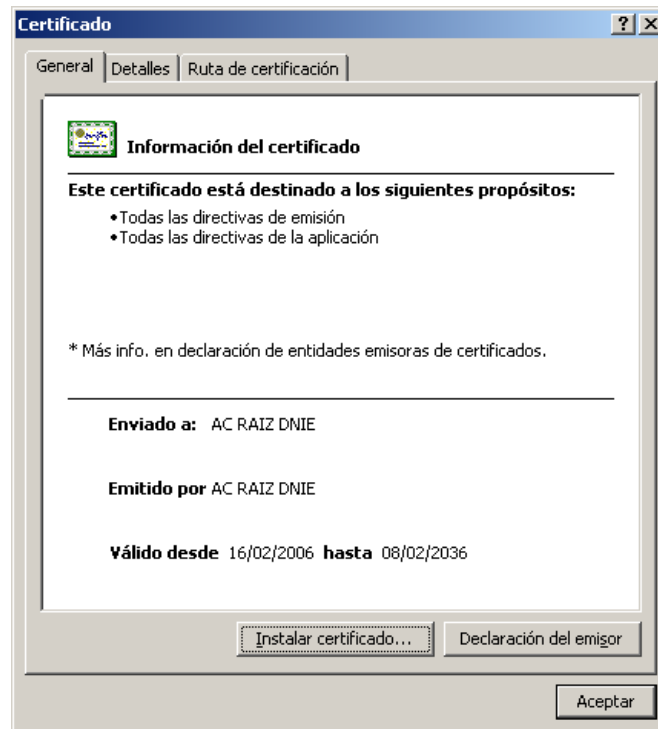 Certificado
General Detalles Ruta de certificación
Información del certificado
Este certificado está destinado a los siguientes propósitos:
•Todas las directivas de emisión
•Todas las directivas de la aplicación
* Más info. en declaración de entidades emisoras de certificados.
Enviado a: AC RAIZ DNIE
Emitido por AC RAIZ DNIE
Válido desde 16/02/2006 hasta 08/02/2036
Instalar certificado... Declaración del emisor
Aceptar